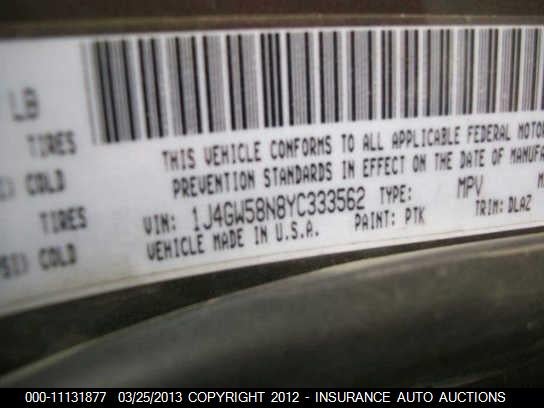 LB
TIRES
COLD
TIRES
SI) COLD
THIS VEHICLE CONFORMS TO ALL APPLICABLE FEDERAL MOTOR
PREVENTION STANDARDS IN EFFECT ON THE DATE OF MANUFA
VIN: 1J4GW58N8YC333562 TYPE: MPV
VEHICLE MADE IN U.S.A. PAINT: PTK TRIM: DLAZ
000-11131877 03/25/2013 COPYRIGHT 2012 - INSURANCE AUTO AUCTIONS